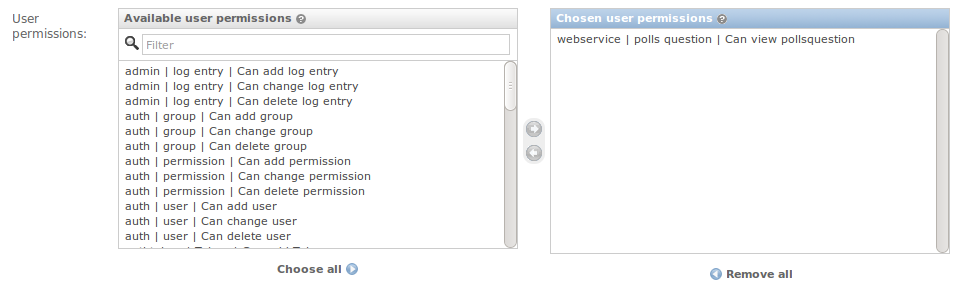 User permissions:
Available user permissions ?
Filter
admin | log entry | Can add log entry
admin | log entry | Can change log entry
admin | log entry | Can delete log entry
auth | group | Can add group
auth | group | Can change group
auth | group | Can delete group
auth | permission | Can add permission
auth | permission | Can change permission
auth | permission | Can delete permission
auth | user | Can add user
auth | user | Can change user
auth | user | Can delete user
Choose all
Chosen user permissions ?
webservice | polls question | Can view pollsquestion
Remove all